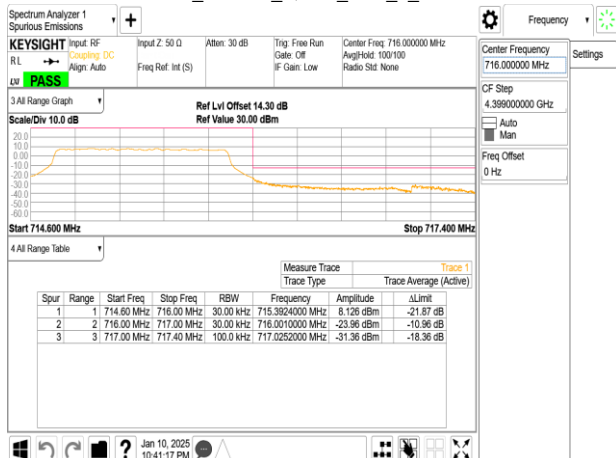 Spectrum Analyzer 1
Spurious Emissions
Frequency
KEYSIGHT Input: RF Input Z: 50 Ω Atten: 30 dB Trig: Free Run Center Freq: 716.000000 MHz
RL Coupling: DC Gate: Off Avg|Hold: 100/100
Align: Auto Freq Ref: Int (S) IF Gain: Low Radio Std: None
PASS
Center Frequency
716.000000 MHz
Settings
CF Step
4.399000000 GHz
Auto
Man
Freq Offset
0 Hz
3 All Range Graph
Ref Lvl Offset 14.30 dB
Scale/Div 10.0 dB Ref Value 30.00 dBm
20.0
10.0
0.00
-10.0
-20.0
-30.0
-40.0
-50.0
-60.0
Start 714.600 MHz Stop 717.400 MHz
4 All Range Table
Measure Trace Trace 1
Trace Type Trace Average (Active)
Spur Range Start Freq Stop Freq RBW Frequency Amplitude ΔLimit
1 1 714.60 MHz 716.00 MHz 30.00 kHz 715.3924000 MHz 8.126 dBm -21.87 dB
2 2 716.00 MHz 717.00 MHz 30.00 kHz 716.0010000 MHz -23.96 dBm -10.96 dB
3 3 717.00 MHz 717.40 MHz 100.0 kHz 717.0252000 MHz -31.36 dBm -18.36 dB
Jan 10, 2025
10:41:17 PM